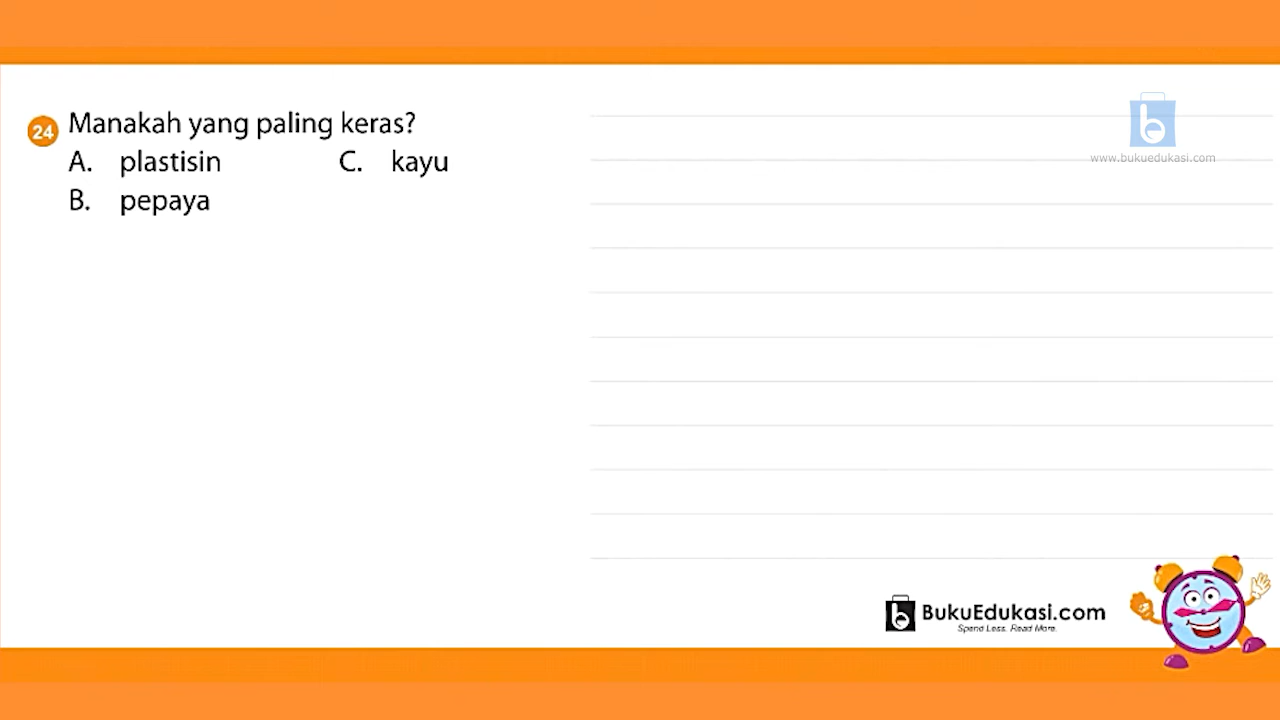 24 Manakah yang paling keras?
A. plastisin C. kayu
B. pepaya
www.bukuedukasi.com
BukuEdukasi.com
Spend Less. Read More.